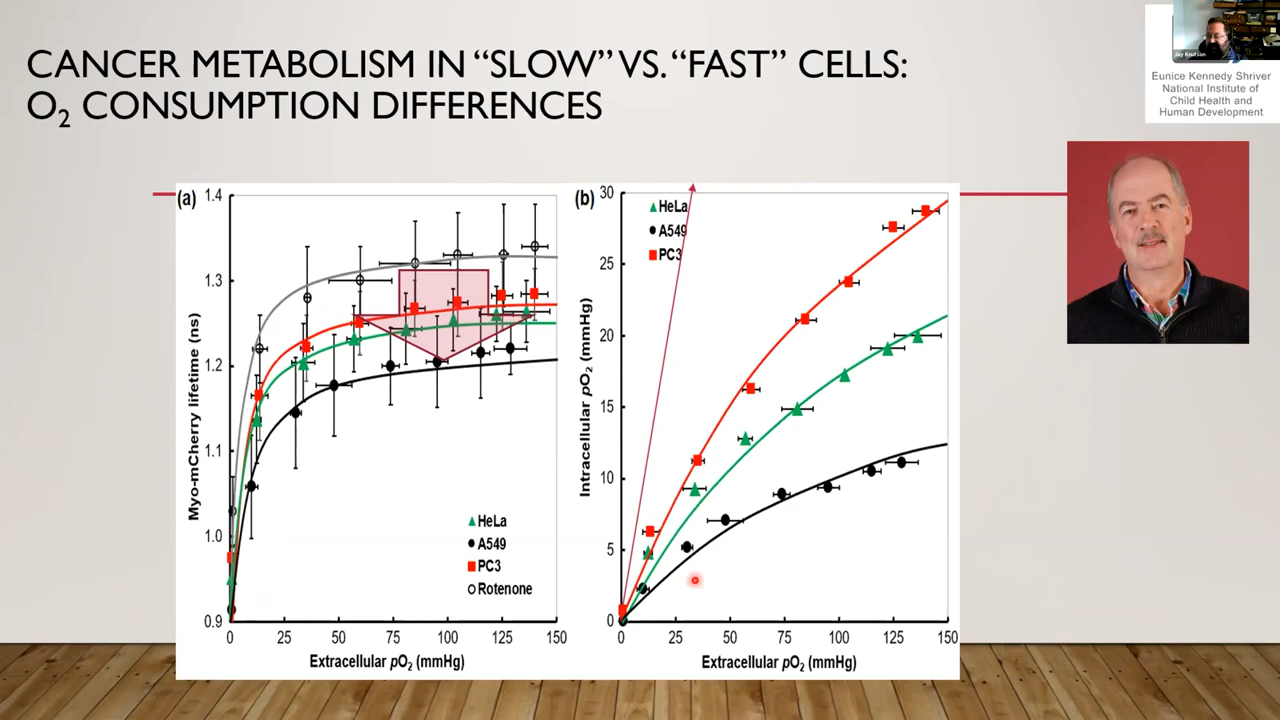 CANCER METABOLISM IN “SLOW” VS. “FAST” CELLS:
O₂ CONSUMPTION DIFFERENCES
Jay Knutson
Eunice Kennedy Shriver
National Institute of
Child Health and
Human Development
(a)
1.4
1.3
1.2
1.1
1.0
0.9
Myo-mCherry lifetime (ns)
HeLa
A549
PC3
Rotenone
0
25
50
75
100
125
150
Extracellular pO₂ (mmHg)
(b)
30
25
20
15
10
5
0
Intracellular pO₂ (mmHg)
HeLa
A549
PC3
0
25
50
75
100
125
150
Extracellular pO₂ (mmHg)